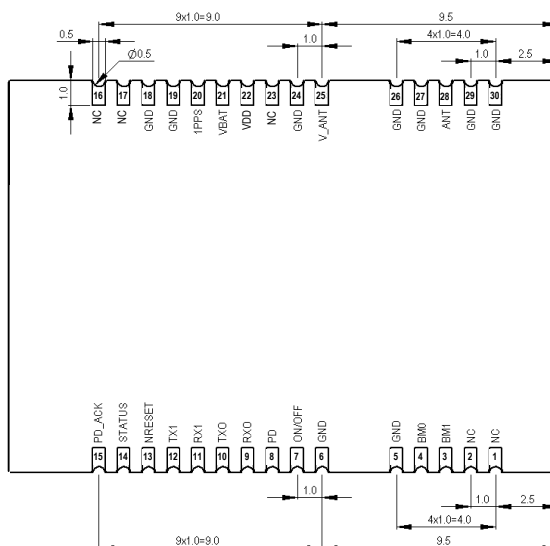 9x1.0=9.0
9.5
0.5
Ø0.5
1.0
4x1.0=4.0
1.0
2.5
1.0
16 17 18 19 20 21 22 23 24 25 26 27 28 29 30
NC NC GND GND 1PPS VBAT VDD NC GND V_ANT GND GND ANT GND GND
PD_ACK STATUS NRESET TX1 RX1 TX0 RX0 PD ON/OFF GND GND BM0 BM1 NC NC
15 14 13 12 11 10 9 8 7 6 5 4 3 2 1
1.0
1.0
2.5
4x1.0=4.0
9x1.0=9.0
9.5